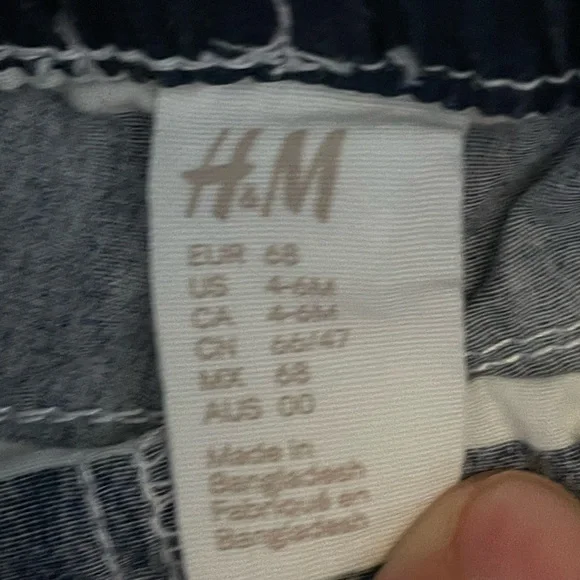 H&M
EUR 68
US 4-6M
CA 4-6M
CN 66/47
MX 68
AUS 00
Made in
Bangladesh
Fabriqué en
Bangladesh